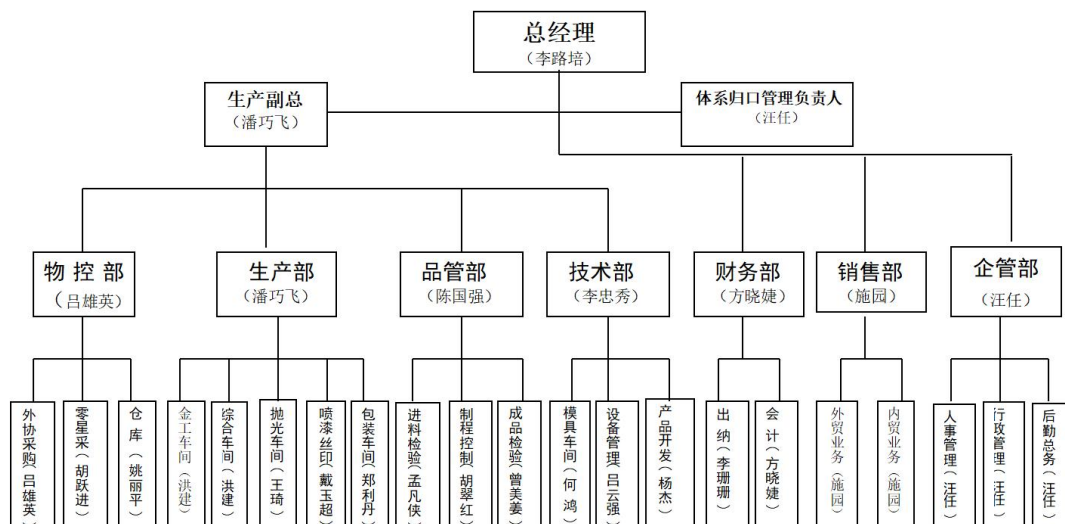 总经理
（李路培）
生产副总
（潘巧飞）
体系归口管理负责人
（汪任）
物 控 部
（吕雄英）
生产部
（潘巧飞）
品管部
（陈国强）
技术部
（李忠秀）
财务部
（方晓婕）
销售部
（施园）
企管部
（汪任）
外协采购（吕雄英）
零星采（胡跃进）
仓 库（姚丽平）
金工车间（洪建）
综合车间（洪建）
抛光车间（王琦）
喷漆丝印（戴玉超）
包装车间（郑利丹）
进料检验（孟凡侠）
制程控制（胡翠红）
成品检验（曾美姜）
模具车间（何 鸿）
设备管理（吕云强）
产品开发（杨杰）
出 纳（李珊珊）
会 计（方晓婕）
外贸业务（施园）
内贸业务（施园）
人事管理（汪任）
行政管理（汪任）
后勤总务（汪任）